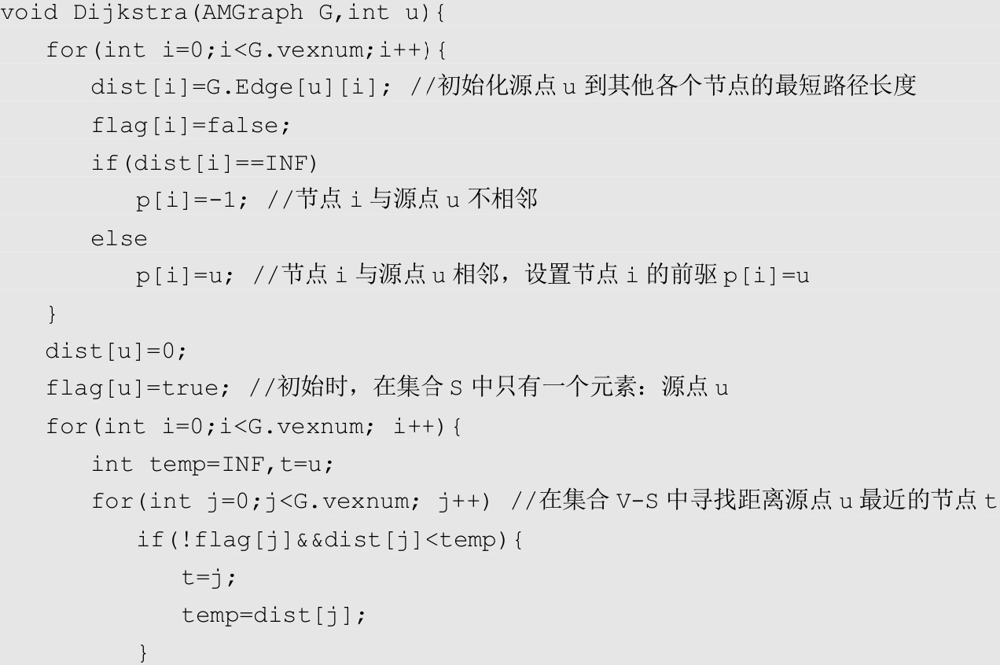 void Dijkstra(AMGraph G,int u){
for(int i=0;i<G.vexnum;i++){
dist[i]=G.Edge[u][i]; //初始化源点 u 到其他各个节点的最短路径长度
flag[i]=false;
if(dist[i]==INF)
p[i]=-1; //节点 i 与源点 u 不相邻
else
p[i]=u; //节点 i 与源点 u 相邻，设置节点 i 的前驱 p[i]=u
}
dist[u]=0;
flag[u]=true; //初始时，在集合 S 中只有一个元素：源点 u
for(int i=0;i<G.vexnum; i++){
int temp=INF,t=u;
for(int j=0;j<G.vexnum; j++) //在集合 V-S 中寻找距离源点 u 最近的节点 t
if(!flag[j]&&dist[j]<temp){
t=j;
temp=dist[j];
}